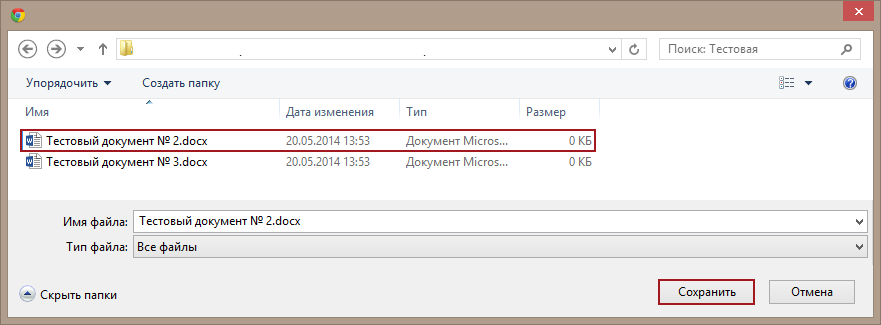 Поиск: Тестовая
Упорядочить Создать папку
Имя Дата изменения Тип Размер
Тестовый документ № 2.docx 20.05.2014 13:53 Документ Micros... 0 КБ
Тестовый документ № 3.docx 20.05.2014 13:53 Документ Micros... 0 КБ
Имя файла: Тестовый документ № 2.docx
Тип файла: Все файлы
Скрыть папки Сохранить Отмена